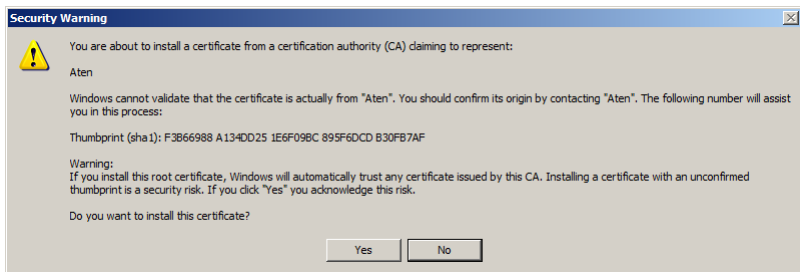 Security Warning
You are about to install a certificate from a certification authority (CA) claiming to represent:
Aten
Windows cannot validate that the certificate is actually from "Aten". You should confirm its origin by contacting "Aten". The following number will assist
you in this process:
Thumbprint (sha1): F3B66988 A134DD25 1E6F09BC 895F6DCD B30FB7AF
Warning:
If you install this root certificate, Windows will automatically trust any certificate issued by this CA. Installing a certificate with an unconfirmed
thumbprint is a security risk. If you click "Yes" you acknowledge this risk.
Do you want to install this certificate?
Yes No